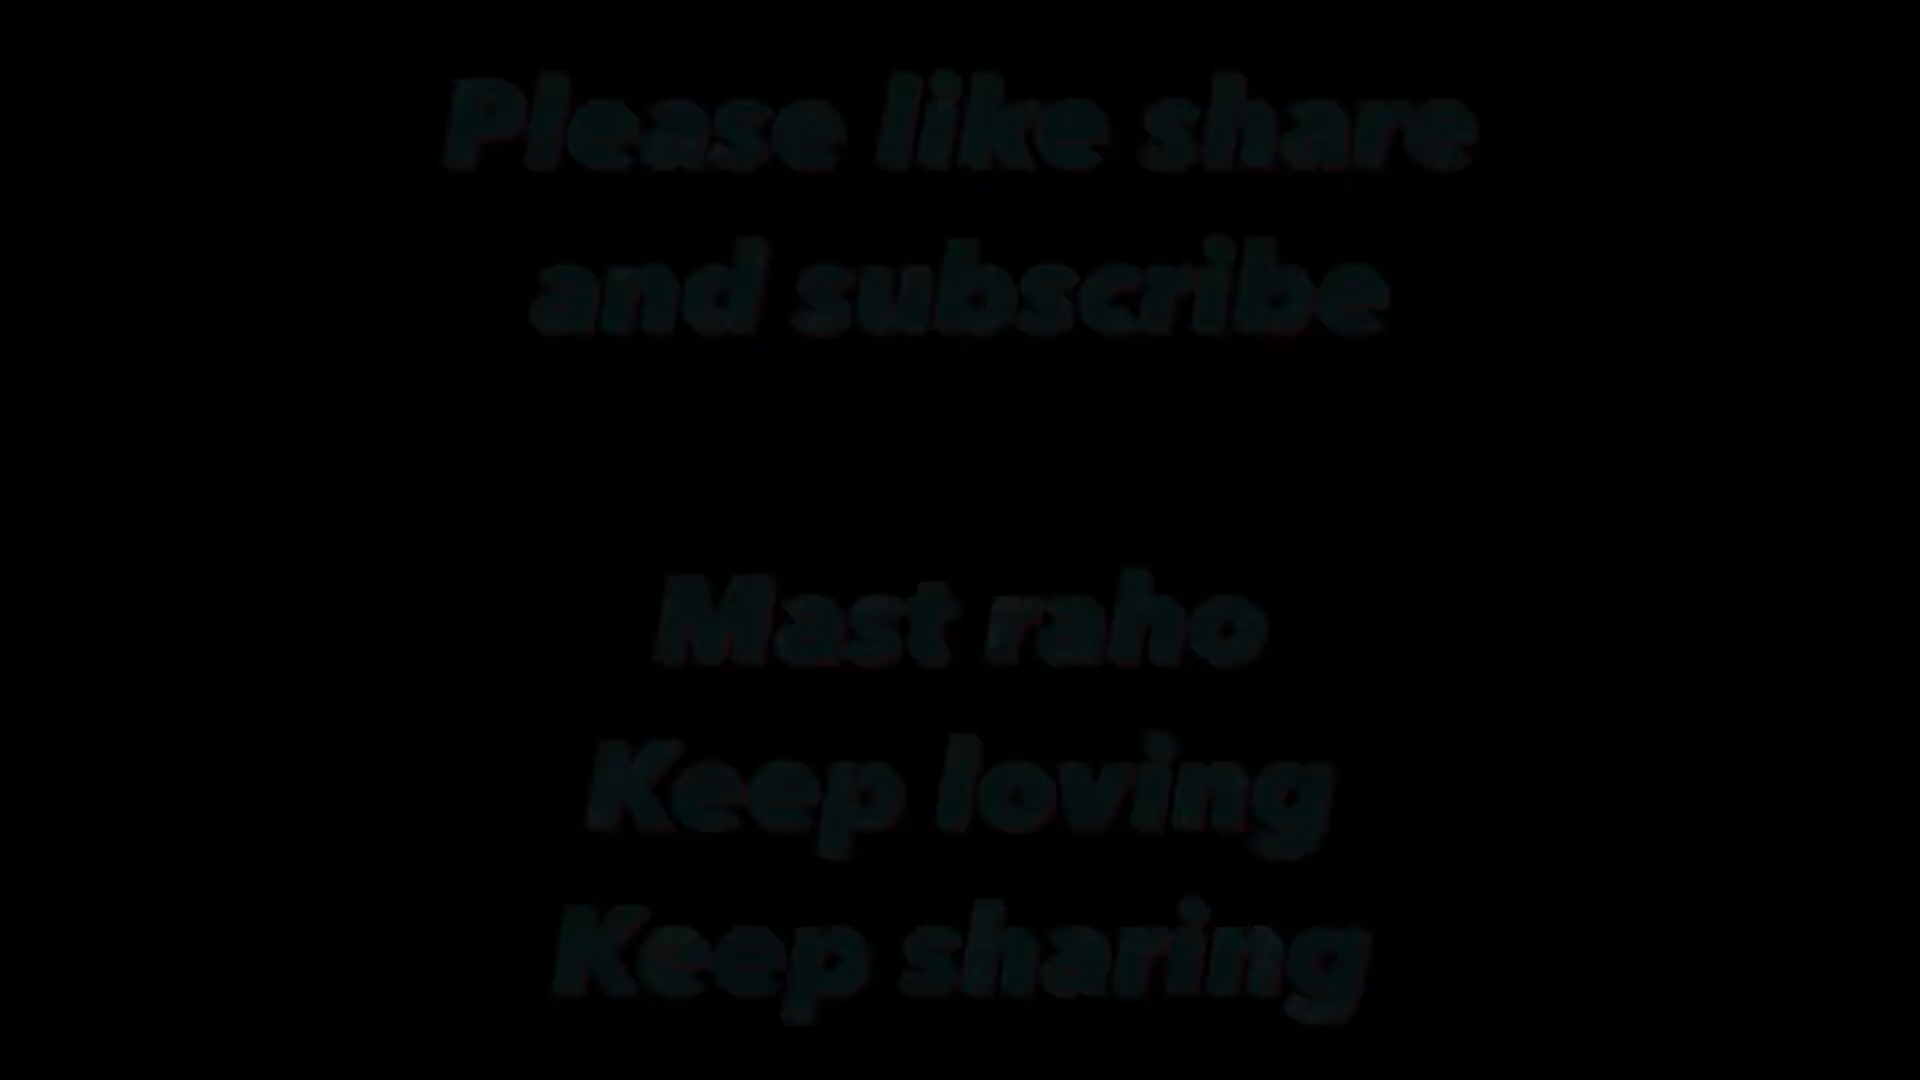 Please like share
and subscribe
Mast raho
Keep loving
Keep sharing